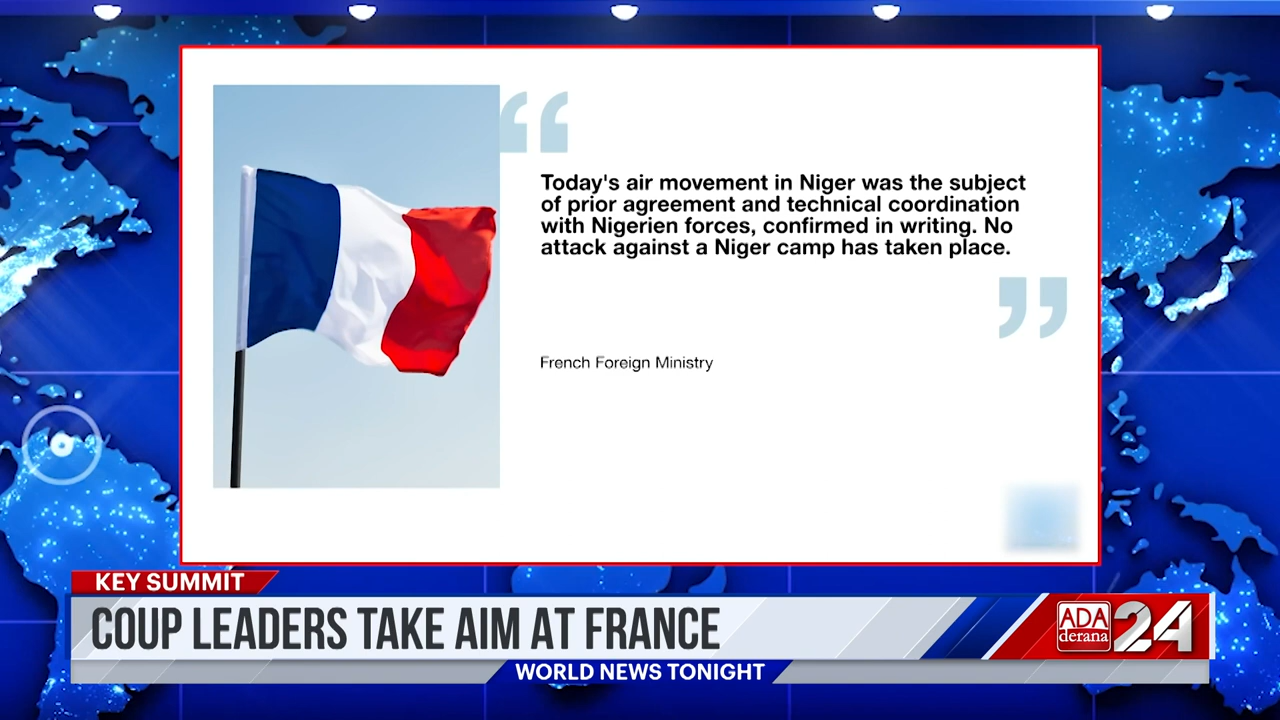 Today's air movement in Niger was the subject
of prior agreement and technical coordination
with Nigerien forces, confirmed in writing. No
attack against a Niger camp has taken place.
French Foreign Ministry
KEY SUMMIT
COUP LEADERS TAKE AIM AT FRANCE
ADA
derana
24
WORLD NEWS TONIGHT